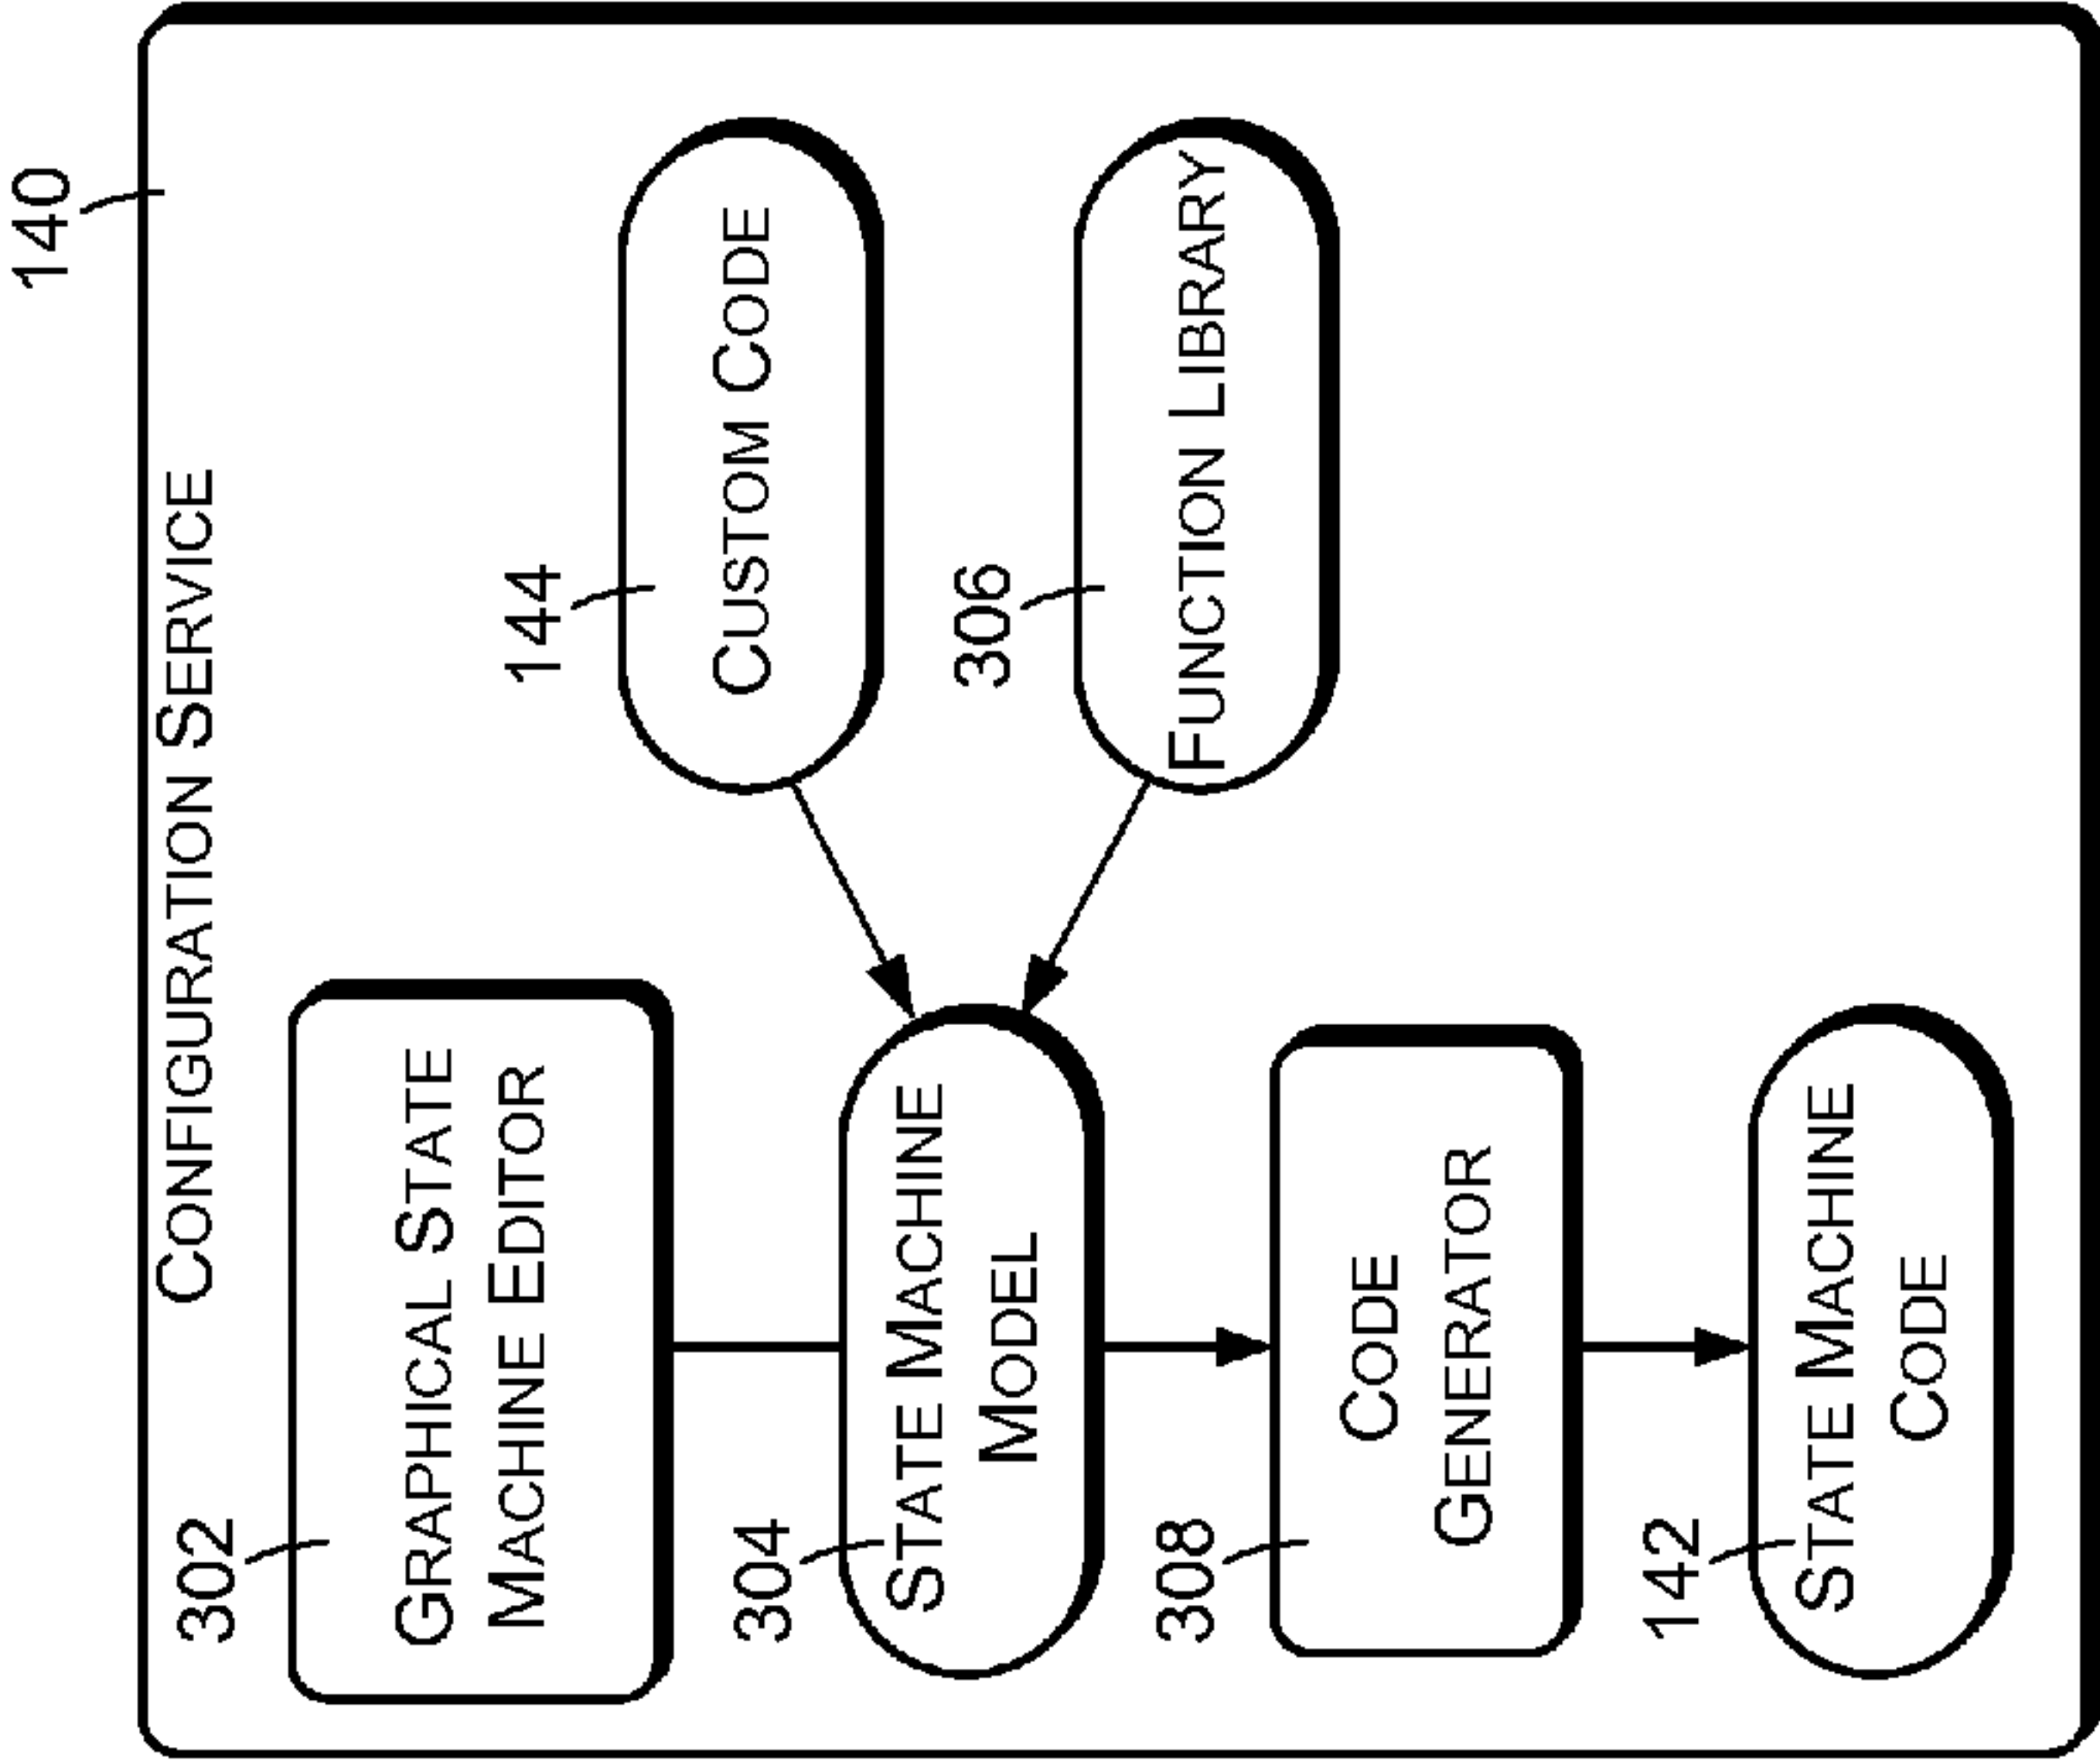 140
CONFIGURATION SERVICE
302
GRAPHICAL STATE
MACHINE EDITOR
144
CUSTOM CODE
304
STATE MACHINE
MODEL
306
FUNCTION LIBRARY
308
CODE
GENERATOR
142
STATE MACHINE
CODE